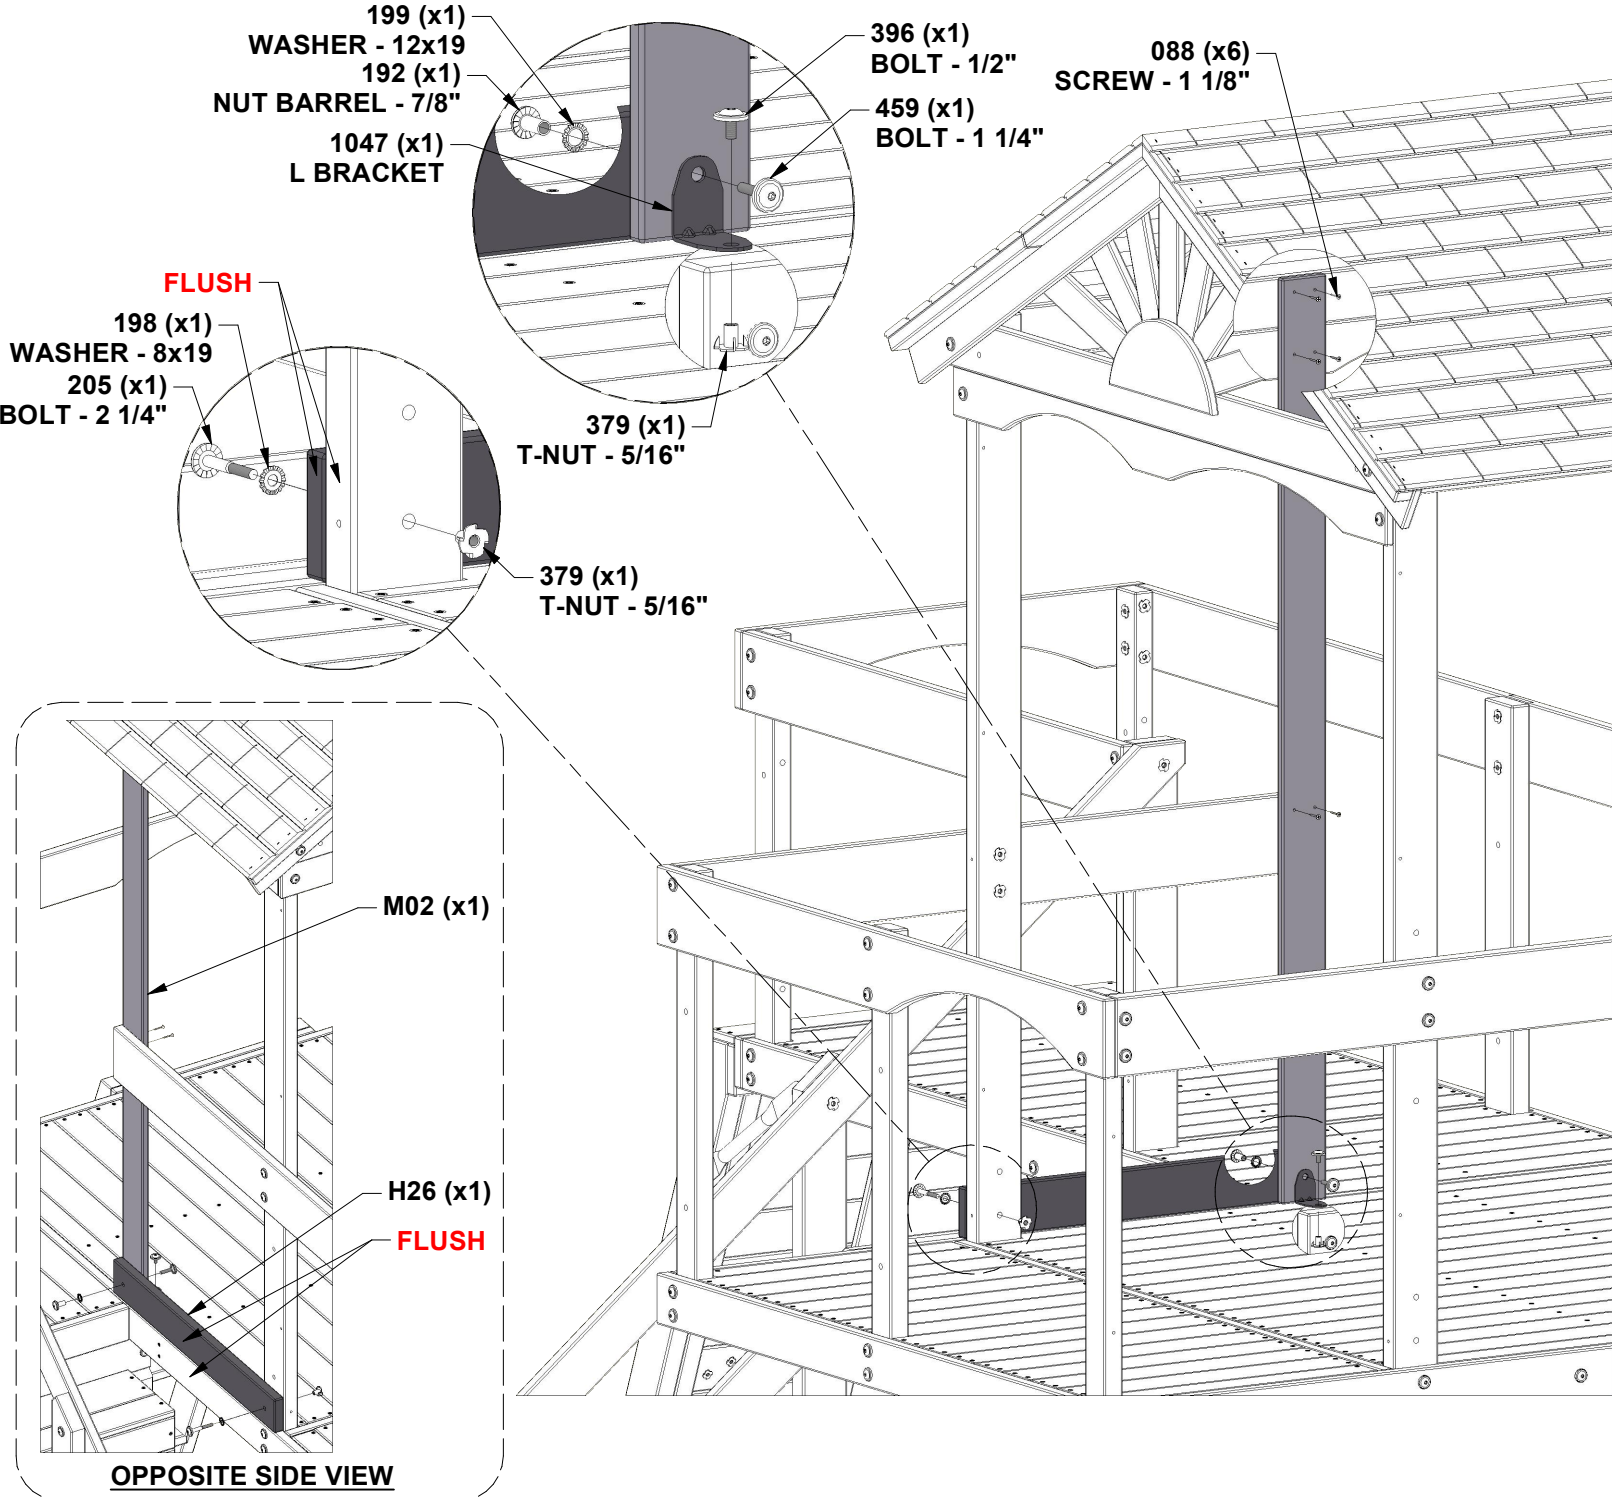 199 (x1)
WASHER - 12x19
192 (x1)
NUT BARREL - 7/8"
1047 (x1)
L BRACKET
396 (x1)
BOLT - 1/2"
459 (x1)
BOLT - 1 1/4"
088 (x6)
SCREW - 1 1/8"
FLUSH
198 (x1)
WASHER - 8x19
205 (x1)
BOLT - 2 1/4"
379 (x1)
T-NUT - 5/16"
379 (x1)
T-NUT - 5/16"
M02 (x1)
H26 (x1)
FLUSH
OPPOSITE SIDE VIEW